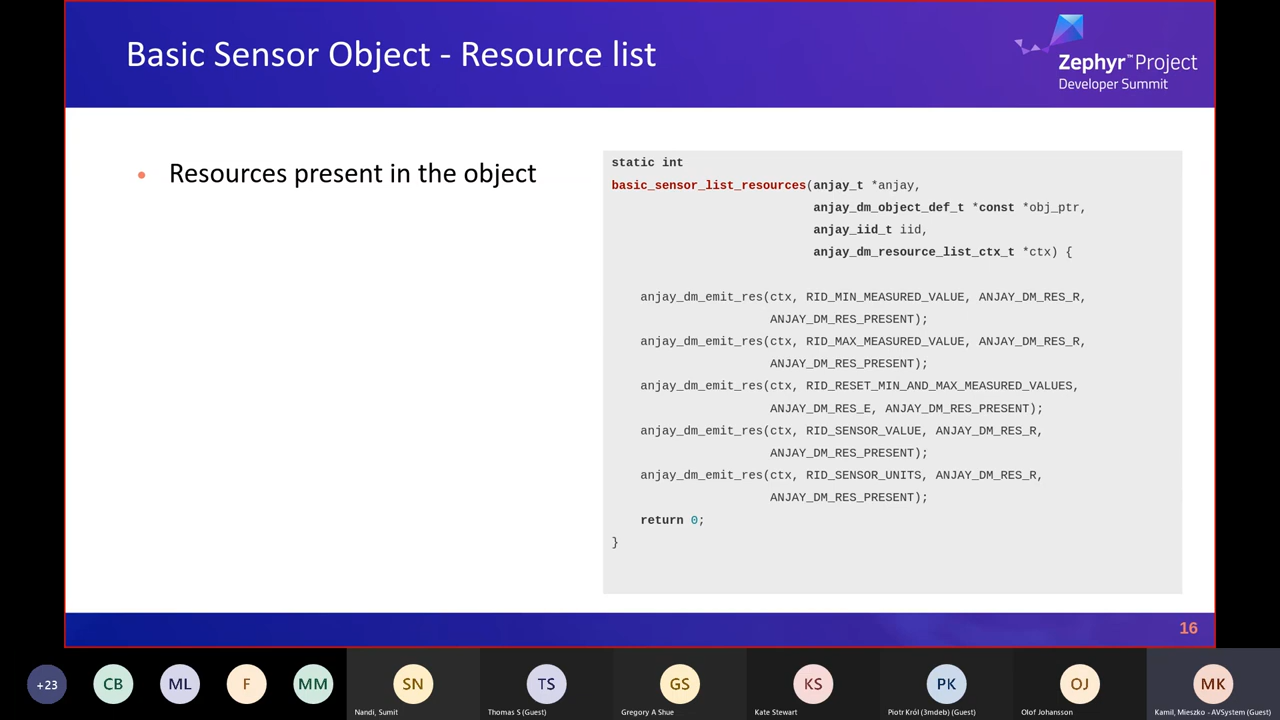 Basic Sensor Object - Resource list
Zephyr™Project
Developer Summit
• Resources present in the object
static int
basic_sensor_list_resources(anjay_t *anjay,
anjay_dm_object_def_t *const *obj_ptr,
anjay_iid_t iid,
anjay_dm_resource_list_ctx_t *ctx) {
anjay_dm_emit_res(ctx, RID_MIN_MEASURED_VALUE, ANJAY_DM_RES_R,
ANJAY_DM_RES_PRESENT);
anjay_dm_emit_res(ctx, RID_MAX_MEASURED_VALUE, ANJAY_DM_RES_R,
ANJAY_DM_RES_PRESENT);
anjay_dm_emit_res(ctx, RID_RESET_MIN_AND_MAX_MEASURED_VALUES,
ANJAY_DM_RES_E, ANJAY_DM_RES_PRESENT);
anjay_dm_emit_res(ctx, RID_SENSOR_VALUE, ANJAY_DM_RES_R,
ANJAY_DM_RES_PRESENT);
anjay_dm_emit_res(ctx, RID_SENSOR_UNITS, ANJAY_DM_RES_R,
ANJAY_DM_RES_PRESENT);
return 0;
}
16
+23 CB ML F MM SN TS GS KS PK OJ MK
Nandi, Sumit Thomas S (Guest) Gregory A Shue Kate Stewart Piotr Król (3mdeb) (Guest) Olof Johansson Kamil, Mieszko - AVSystem (Guest)